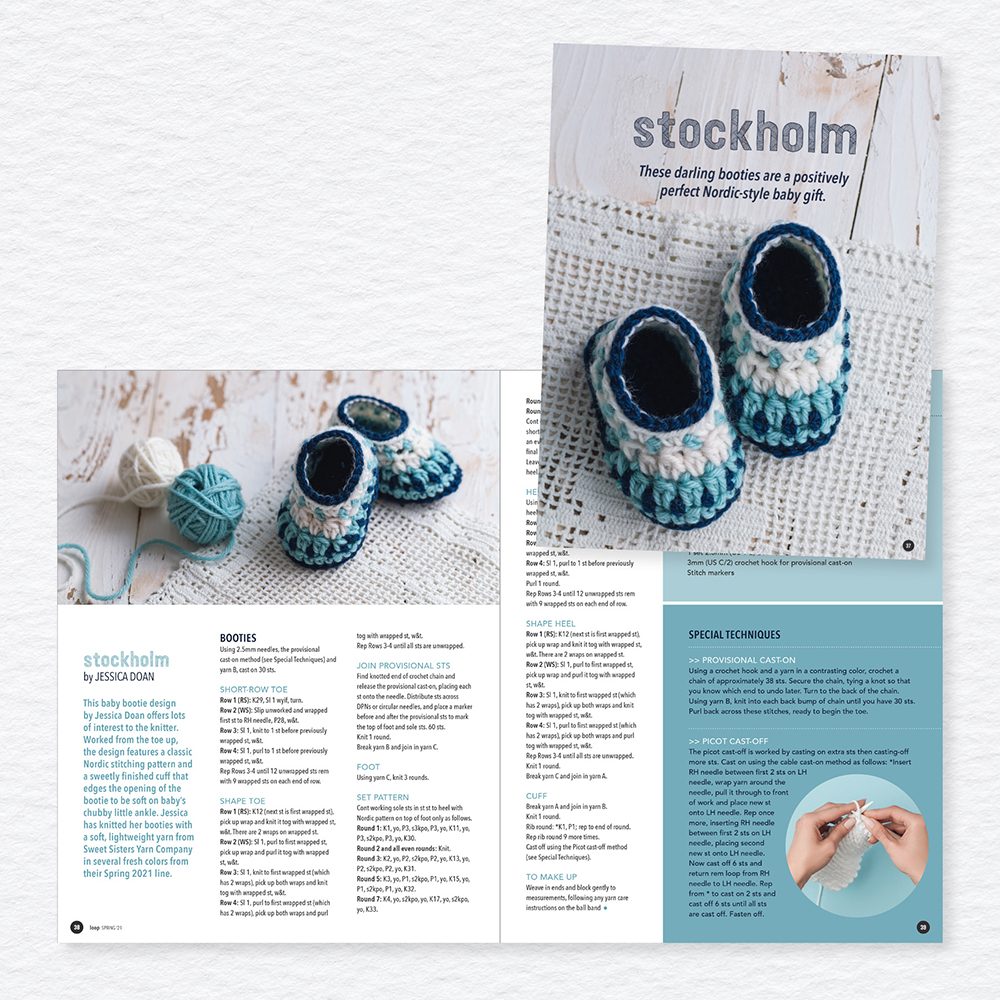 stockholm
These darling booties are a positively
perfect Nordic-style baby gift.
37
stockholm
by JESSICA DOAN
This baby bootie design
by Jessica Doan offers lots
of interest to the knitter.
Worked from the toe up,
the design features a classic
Nordic stitching pattern and
a sweetly finished cuff that
edges the opening of the
bootie to be soft on baby's
chubby little ankle. Jessica
has knitted her booties with
a soft, lightweight yarn from
Sweet Sisters Yarn Company
in several fresh colors from
their Spring 2021 line.
38 loop SPRING '21
BOOTIES
Using 2.5mm needles, the provisional
cast-on method (see Special Techniques) and
yarn B, cast on 30 sts.
SHORT-ROW TOE
Row 1 (RS): K29, Sl 1 wyif, turn.
Row 2 (WS): Slip unworked and wrapped
first st to RH needle, P28, w&t.
Row 3: Sl 1, knit to 1 st before previously
wrapped st, w&t.
Row 4: Sl 1, purl to 1 st before previously
wrapped st, w&t.
Rep Rows 3-4 until 12 unwrapped sts rem
with 9 wrapped sts on each end of row.
SHAPE TOE
Row 1 (RS): K12 (next st is first wrapped st),
pick up wrap and knit it tog with wrapped
st, w&t. There are 2 wraps on wrapped st.
Row 2 (WS): Sl 1, purl to first wrapped st,
pick up wrap and purl it tog with wrapped
st, w&t.
Row 3: Sl 1, knit to first wrapped st (which
has 2 wraps), pick up both wraps and knit
tog with wrapped st, w&t.
Row 4: Sl 1, purl to first wrapped st (which
has 2 wraps), pick up both wraps and purl
tog with wrapped st, w&t.
Rep Rows 3-4 until all sts are unwrapped.
JOIN PROVISIONAL STS
Find knotted end of crochet chain and
release the provisional cast-on, placing each
st onto the needle. Distribute sts across
DPNs or circular needles, and place a marker
before and after the provisional sts to mark
the top of foot and sole sts. 60 sts.
Knit 1 round.
Break yarn B and join in yarn C.
FOOT
Using yarn C, knit 3 rounds.
SET PATTERN
Cont working sole sts in st st to heel with
Nordic pattern on top of foot only as follows.
Round 1: K1, yo, P3, s3kpo, P3, yo, K11, yo,
P3, s2kpo, P3, yo, K30.
Round 2 and all even rounds: Knit.
Round 3: K2, yo, P2, s2kpo, P2, yo, K13, yo,
P2, s2kpo, P2, yo, K31.
Round 5: K3, yo, P1, s2kpo, P1, yo, K15, yo,
P1, s2kpo, P1, yo, K32.
Round 7: K4, yo, s2kpo, yo, K17, yo, s2kpo,
yo, K33.
Roun
Roun
Cont
short
an ev
final
Leav
heel
HE
Usin
heel
Row
Row
Row
wrapped st, w&t.
Row 4: Sl 1, purl to 1 st before previously
wrapped st, w&t.
Purl 1 round.
Rep Rows 3-4 until 12 unwrapped sts rem
with 9 wrapped sts on each end of row.
SHAPE HEEL
Row 1 (RS): K12 (next st is first wrapped st),
pick up wrap and knit it tog with wrapped
st, w&t. There are 2 wraps on wrapped st.
Row 2 (WS): Sl 1, purl to first wrapped st,
pick up wrap and purl it tog with wrapped
st, w&t.
Row 3: Sl 1, knit to first wrapped st (which
has 2 wraps), pick up both wraps and knit
tog with wrapped st, w&t.
Row 4: Sl 1, purl to first wrapped st (which
has 2 wraps), pick up both wraps and purl
tog with wrapped st, w&t.
Rep Rows 3-4 until all sts are unwrapped.
Knit 1 round.
Break yarn C and join in yarn A.
CUFF
Break yarn A and join in yarn B.
Knit 1 round.
Rib round: *K1, P1; rep to end of round.
Rep rib round 9 more times.
Cast off using the Picot cast-off method
(see Special Techniques).
TO MAKE UP
Weave in ends and block gently to
measurements, following any yarn care
instructions on the ball band
3mm (US C/2) crochet hook for provisional cast-on
Stitch markers
SPECIAL TECHNIQUES
>> PROVISIONAL CAST-ON
Using a crochet hook and a yarn in a contrasting color, crochet a
chain of approximately 38 sts. Secure the chain, tying a knot so that
you know which end to undo later. Turn to the back of the chain.
Using yarn B, knit into each back bump of chain until you have 30 sts.
Purl back across these stitches, ready to begin the toe.
>> PICOT CAST-OFF
The picot cast-off is worked by casting on extra sts then casting-off
more sts. Cast on using the cable cast-on method as follows: *Insert
RH needle between first 2 sts on LH
needle, wrap yarn around the
needle, pull it through to front
of work and place new st
onto LH needle. Rep once
more, inserting RH needle
between first 2 sts on LH
needle, placing second
new st onto LH needle.
Now cast off 6 sts and
return rem loop from RH
needle to LH needle. Rep
from * to cast on 2 sts and
cast off 6 sts until all sts
are cast off. Fasten off.
39